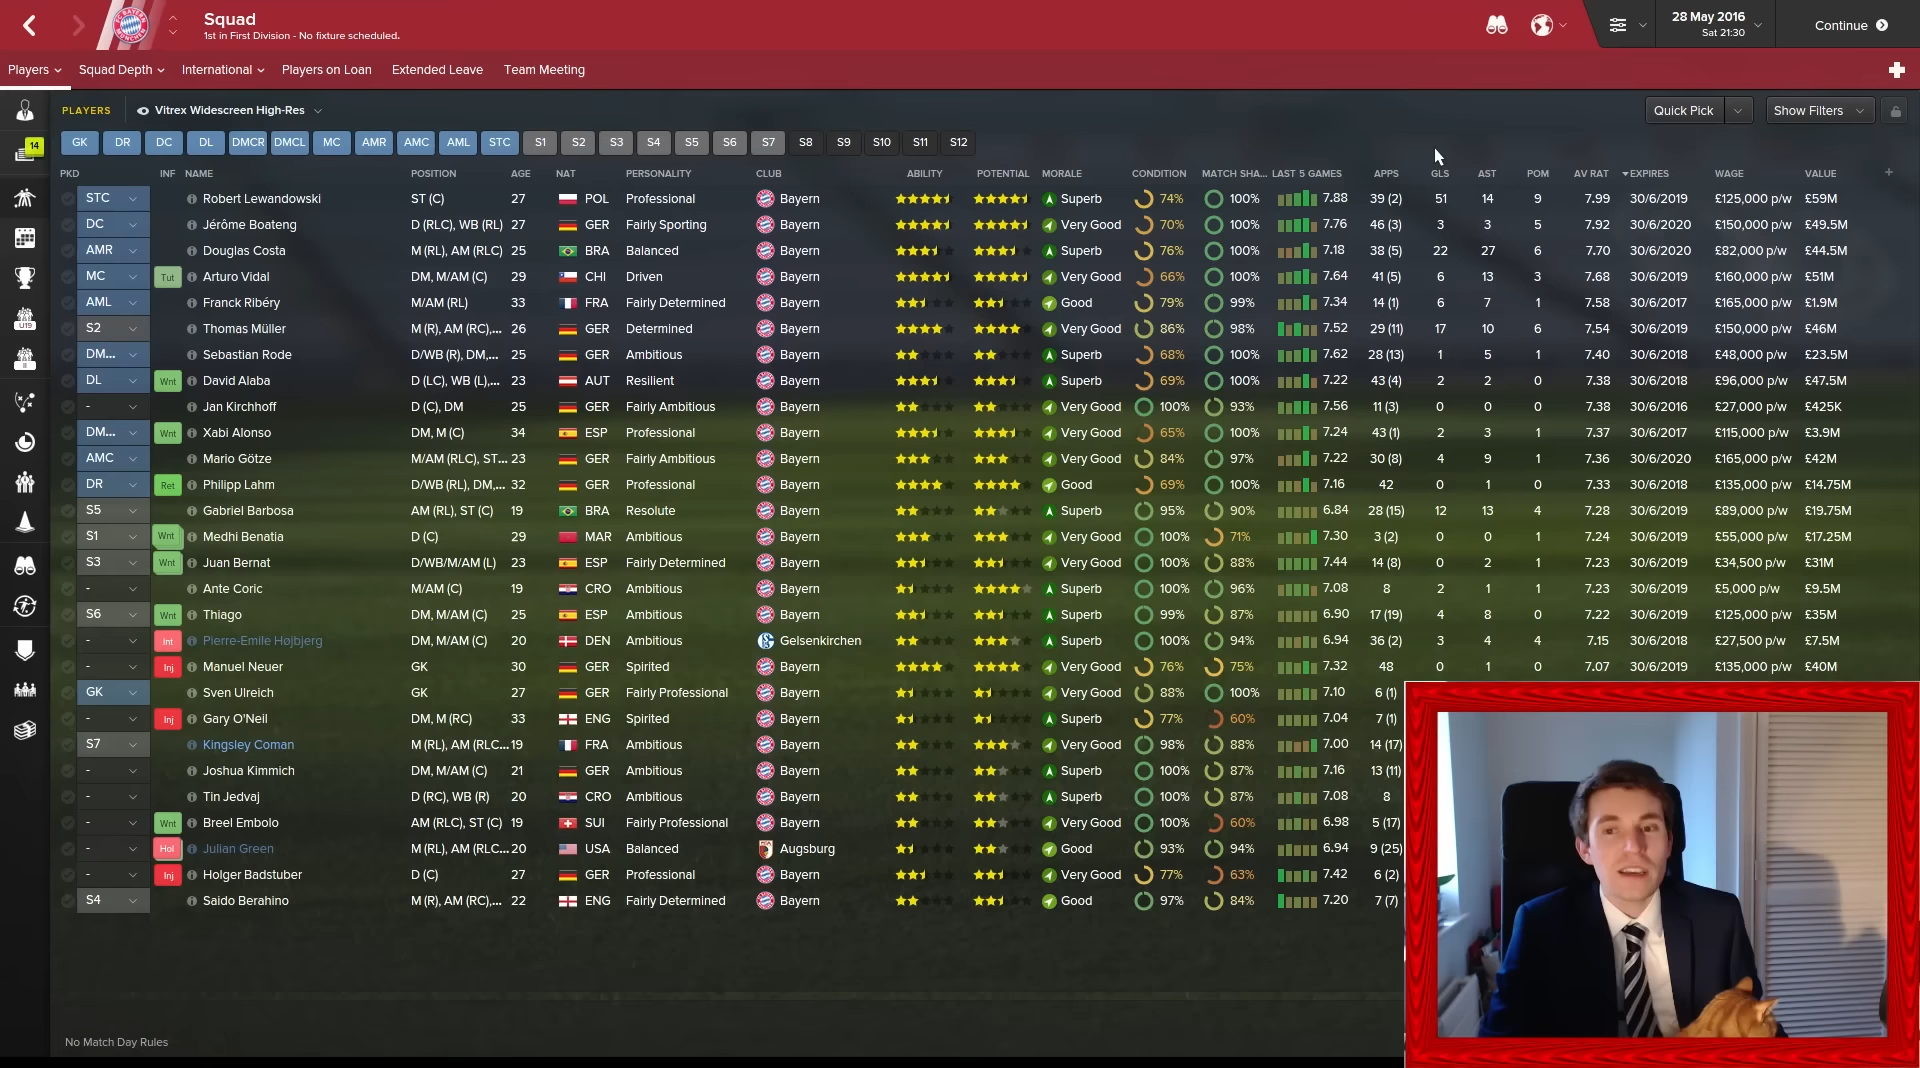 Squad
1st in First Division - No fixture scheduled.
28 May 2016
Sat 21:30
Continue
Players Squad Depth International Players on Loan Extended Leave Team Meeting
PLAYERS Vitrex Widescreen High-Res Quick Pick Show Filters
14
GK DR DC DL DMCR DMCL MC AMR AMC AML STC S1 S2 S3 S4 S5 S6 S7 S8 S9 S10 S11 S12
PKD INF NAME POSITION AGE NAT PERSONALITY CLUB ABILITY POTENTIAL MORALE CONDITION MATCH SHA... LAST 5 GAMES APPS GLS AST POM AV RAT EXPIRES WAGE VALUE
STC Robert Lewandowski ST (C) 27 POL Professional Bayern Superb 74% 100% 7.88 39 (2) 51 14 9 7.99 30/6/2019 £125,000 p/w £59M
DC Jérôme Boateng D (RLC), WB (RL) 27 GER Fairly Sporting Bayern Very Good 70% 100% 7.76 46 (3) 3 3 5 7.92 30/6/2020 £150,000 p/w £49.5M
AMR Douglas Costa M (RL), AM (RLC) 25 BRA Balanced Bayern Superb 76% 100% 7.18 38 (5) 22 27 6 7.70 30/6/2020 £82,000 p/w £44.5M
MC Tut Arturo Vidal DM, M/AM (C) 29 CHI Driven Bayern Very Good 66% 100% 7.64 41 (5) 6 13 3 7.68 30/6/2019 £160,000 p/w £51M
AML Franck Ribéry M/AM (RL) 33 FRA Fairly Determined Bayern Good 79% 99% 7.34 14 (1) 6 7 1 7.58 30/6/2017 £165,000 p/w £1.9M
S2 Thomas Müller M (R), AM (RC),... 26 GER Determined Bayern Very Good 86% 98% 7.52 29 (11) 17 10 6 7.54 30/6/2019 £150,000 p/w £46M
DM... Sebastian Rode D/WB (R), DM,... 25 GER Ambitious Bayern Superb 68% 100% 7.62 28 (13) 1 5 1 7.40 30/6/2018 £48,000 p/w £23.5M
DL Wnt David Alaba D (LC), WB (L),... 23 AUT Resilient Bayern Superb 69% 100% 7.22 43 (4) 2 2 0 7.38 30/6/2018 £96,000 p/w £47.5M
- Jan Kirchhoff D (C), DM 25 GER Fairly Ambitious Bayern Very Good 100% 93% 7.56 11 (3) 0 0 0 7.38 30/6/2016 £27,000 p/w £425K
DM... Wnt Xabi Alonso DM, M (C) 34 ESP Professional Bayern Very Good 65% 100% 7.24 43 (1) 2 3 1 7.37 30/6/2017 £115,000 p/w £3.9M
AMC Mario Götze M/AM (RLC), ST... 23 GER Fairly Ambitious Bayern Very Good 84% 97% 7.22 30 (8) 4 9 1 7.36 30/6/2020 £165,000 p/w £42M
DR Ret Philipp Lahm D/WB (RL), DM,... 32 GER Professional Bayern Good 69% 100% 7.16 42 0 1 0 7.33 30/6/2018 £135,000 p/w £14.75M
S5 Gabriel Barbosa AM (RL), ST (C) 19 BRA Resolute Bayern Superb 95% 90% 6.84 28 (15) 12 13 4 7.28 30/6/2019 £89,000 p/w £19.75M
S1 Wnt Medhi Benatia D (C) 29 MAR Ambitious Bayern Very Good 100% 71% 7.30 3 (2) 0 0 1 7.24 30/6/2019 £55,000 p/w £17.25M
S3 Wnt Juan Bernat D/WB/M/AM (L) 23 ESP Fairly Determined Bayern Very Good 100% 88% 7.44 14 (8) 0 2 1 7.23 30/6/2019 £34,500 p/w £31M
- Ante Coric M/AM (C) 19 CRO Ambitious Bayern Superb 100% 96% 7.08 8 2 1 1 7.23 30/6/2019 £5,000 p/w £9.5M
S6 Wnt Thiago DM, M/AM (C) 25 ESP Ambitious Bayern Superb 99% 87% 6.90 17 (19) 4 8 0 7.22 30/6/2019 £125,000 p/w £35M
- Int Pierre-Emile Højbjerg DM, M/AM (C) 20 DEN Ambitious Gelsenkirchen Superb 100% 94% 6.94 36 (2) 3 4 4 7.15 30/6/2018 £27,500 p/w £7.5M
- Inj Manuel Neuer GK 30 GER Spirited Bayern Very Good 76% 75% 7.32 48 0 1 0 7.07 30/6/2019 £135,000 p/w £40M
GK Sven Ulreich GK 27 GER Fairly Professional Bayern Very Good 88% 100% 7.10 6 (1)
- Inj Gary O'Neil DM, M (RC) 33 ENG Spirited Bayern Superb 77% 60% 7.04 7 (1)
S7 Kingsley Coman M (RL), AM (RLC... 19 FRA Ambitious Bayern Very Good 98% 88% 7.00 14 (17)
- Joshua Kimmich DM, M/AM (C) 21 GER Ambitious Bayern Superb 100% 87% 7.16 13 (11)
- Tin Jedvaj D (RC), WB (R) 20 CRO Ambitious Bayern Superb 100% 87% 7.08 8
- Wnt Breel Embolo AM (RLC), ST (C) 19 SUI Fairly Professional Bayern Very Good 100% 60% 6.98 5 (17)
- Hol Julian Green M (RL), AM (RLC... 20 USA Balanced Augsburg Good 93% 94% 6.94 9 (25)
- Inj Holger Badstuber D (C) 27 GER Professional Bayern Very Good 77% 63% 7.42 6 (2)
S4 Saido Berahino M (R), AM (RC),... 22 ENG Fairly Determined Bayern Good 97% 84% 7.20 7 (7)
U19
II
No Match Day Rules